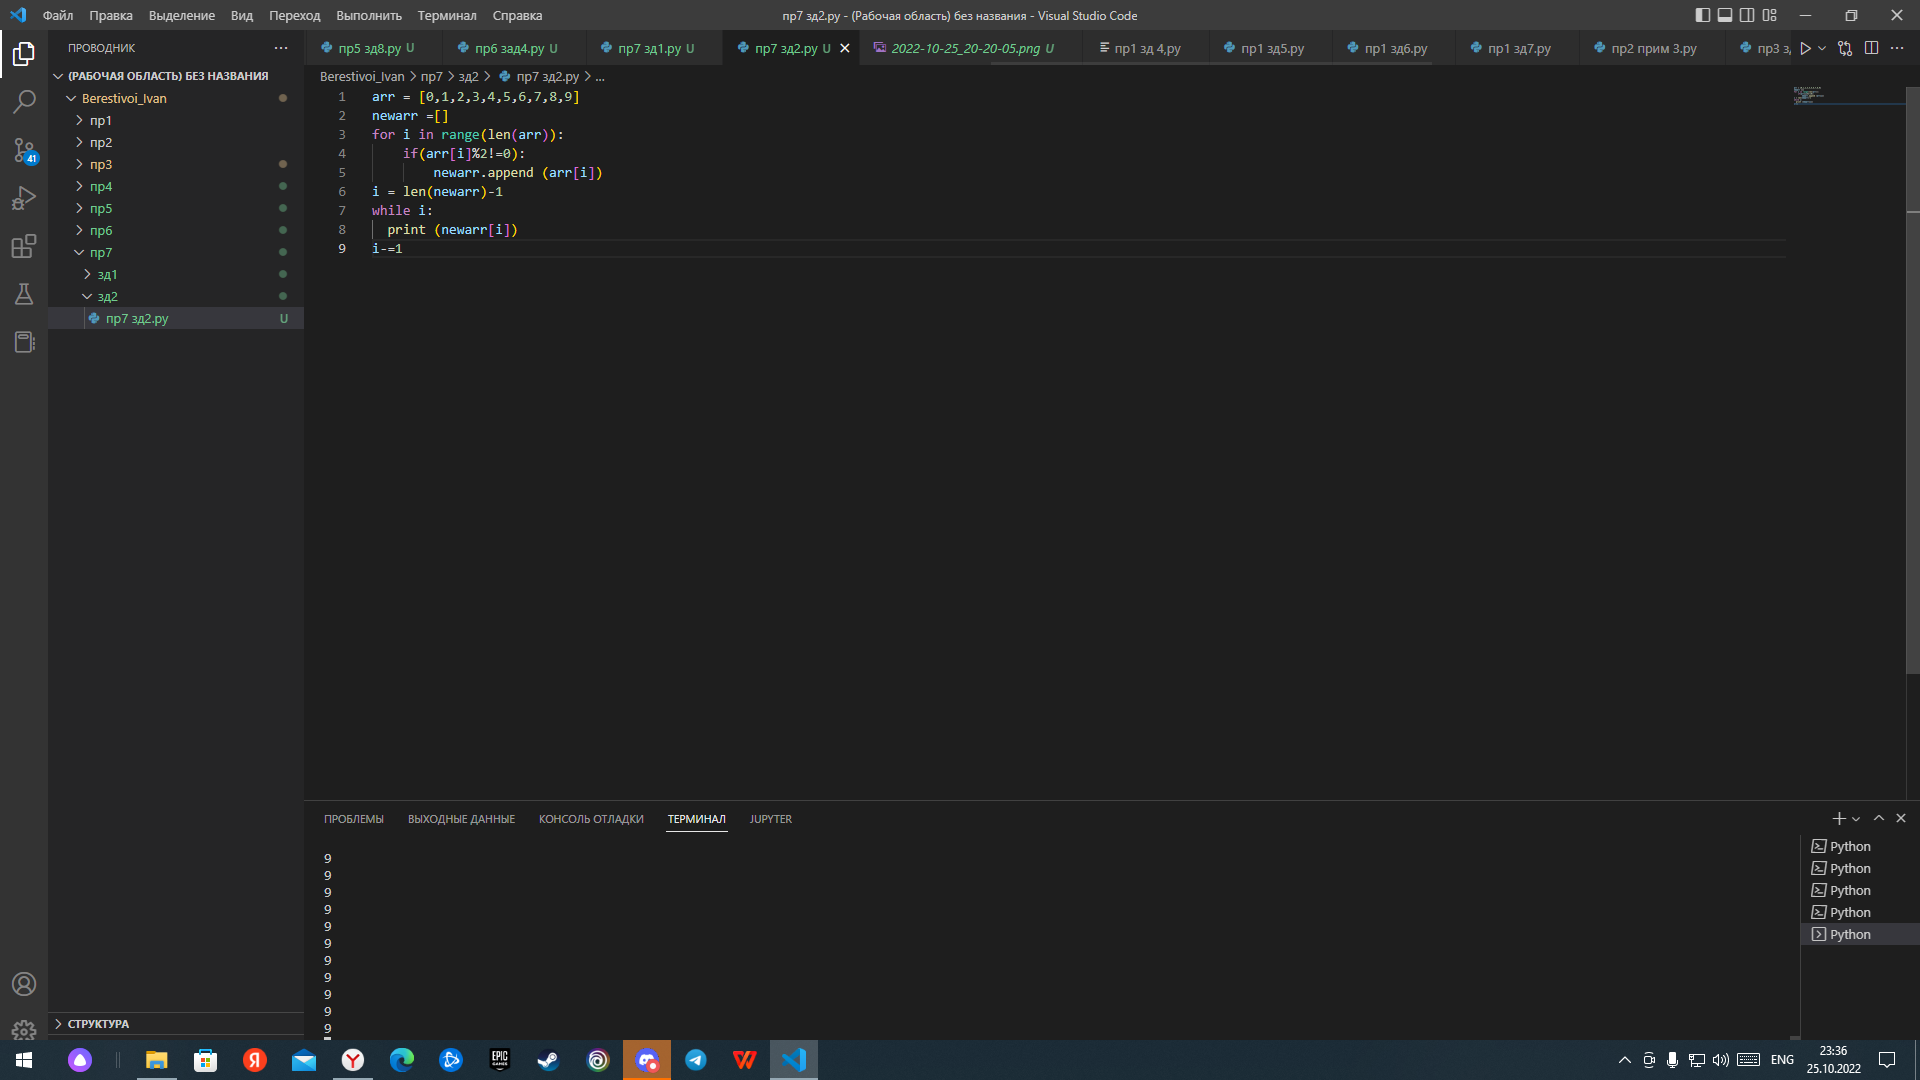 Файл Правка Выделение Вид Переход Выполнить Терминал Справка
пр7 зд2.py - (Рабочая область) без названия - Visual Studio Code
ПРОВОДНИК
пр5 зд8.py U
пр6 зад4.py U
пр7 зд1.py U
пр7 зд2.py U
2022-10-25_20-20-05.png U
пр1 зд 4,py
пр1 зд5.py
пр1 зд6.py
пр1 зд7.py
пр2 прим 3.py
пр3 з
(РАБОЧАЯ ОБЛАСТЬ) БЕЗ НАЗВАНИЯ
Berestivoi_Ivan
пр1
пр2
пр3
пр4
пр5
пр6
пр7
зд1
зд2
пр7 зд2.py U
41
Berestivoi_Ivan > пр7 > зд2 > пр7 зд2.py > ...
1 arr = [0,1,2,3,4,5,6,7,8,9]
2 newarr =[]
3 for i in range(len(arr)):
4 if(arr[i]%2!=0):
5 newarr.append (arr[i])
6 i = len(newarr)-1
7 while i:
8 print (newarr[i])
9 i-=1
ПРОБЛЕМЫ ВЫХОДНЫЕ ДАННЫЕ КОНСОЛЬ ОТЛАДКИ ТЕРМИНАЛ JUPYTER
9
9
9
9
9
9
9
9
9
9
9
Python
Python
Python
Python
Python
СТРУКТУРА
EPIC GAMES
ENG
23:36
25.10.2022